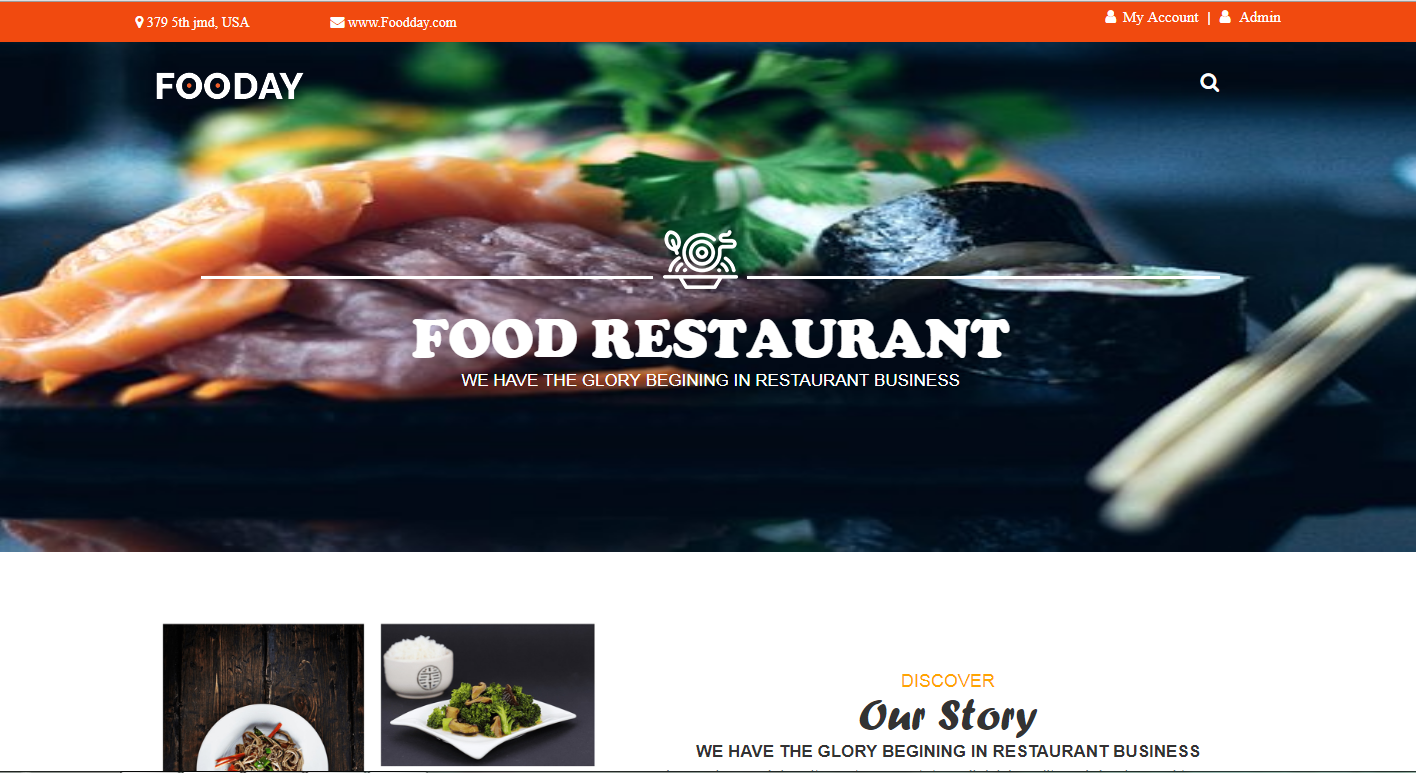 379 5th jmd, USA
www.Foodday.com
My Account | Admin
FOODAY
FOOD RESTAURANT
WE HAVE THE GLORY BEGINING IN RESTAURANT BUSINESS
DISCOVER
Our Story
WE HAVE THE GLORY BEGINING IN RESTAURANT BUSINESS